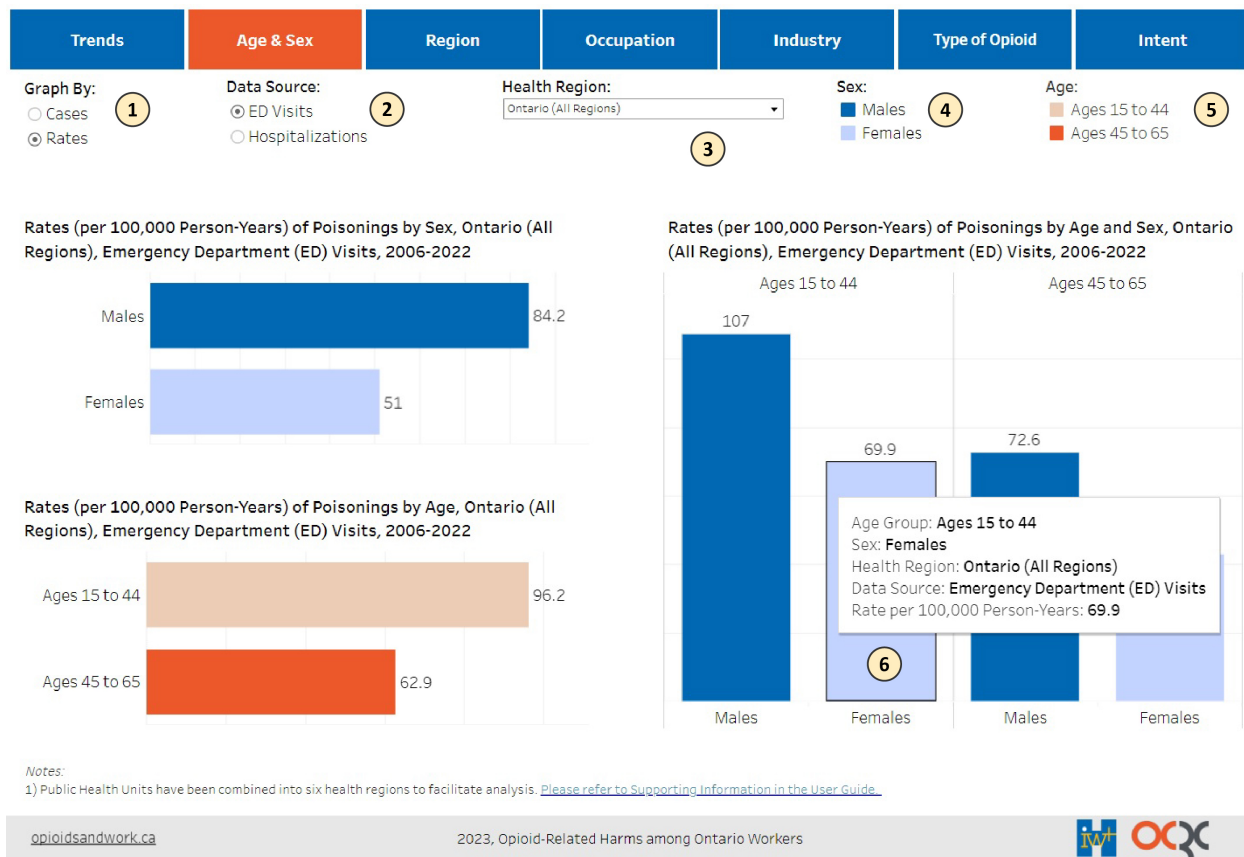 Trends
Age & Sex
Region
Occupation
Industry
Type of Opioid
Intent
Graph By:
Cases
Rates
1
Data Source:
ED Visits
Hospitalizations
2
Health Region:
Ontario (All Regions)
3
Sex:
Males
Females
4
Age:
Ages 15 to 44
Ages 45 to 65
5
Rates (per 100,000 Person-Years) of Poisonings by Sex, Ontario (All
Regions), Emergency Department (ED) Visits, 2006-2022
Males
84.2
Females
51
Rates (per 100,000 Person-Years) of Poisonings by Age, Ontario (All
Regions), Emergency Department (ED) Visits, 2006-2022
Ages 15 to 44
96.2
Ages 45 to 65
62.9
Rates (per 100,000 Person-Years) of Poisonings by Age and Sex, Ontario
(All Regions), Emergency Department (ED) Visits, 2006-2022
Ages 15 to 44
Ages 45 to 65
107
69.9
72.6
Age Group: Ages 15 to 44
Sex: Females
Health Region: Ontario (All Regions)
Data Source: Emergency Department (ED) Visits
Rate per 100,000 Person-Years: 69.9
6
Males
Females
Males
Females
Notes:
1) Public Health Units have been combined into six health regions to facilitate analysis. Please refer to Supporting Information in the User Guide.
opioidsandwork.ca
2023, Opioid-Related Harms among Ontario Workers
iwh
OCRC